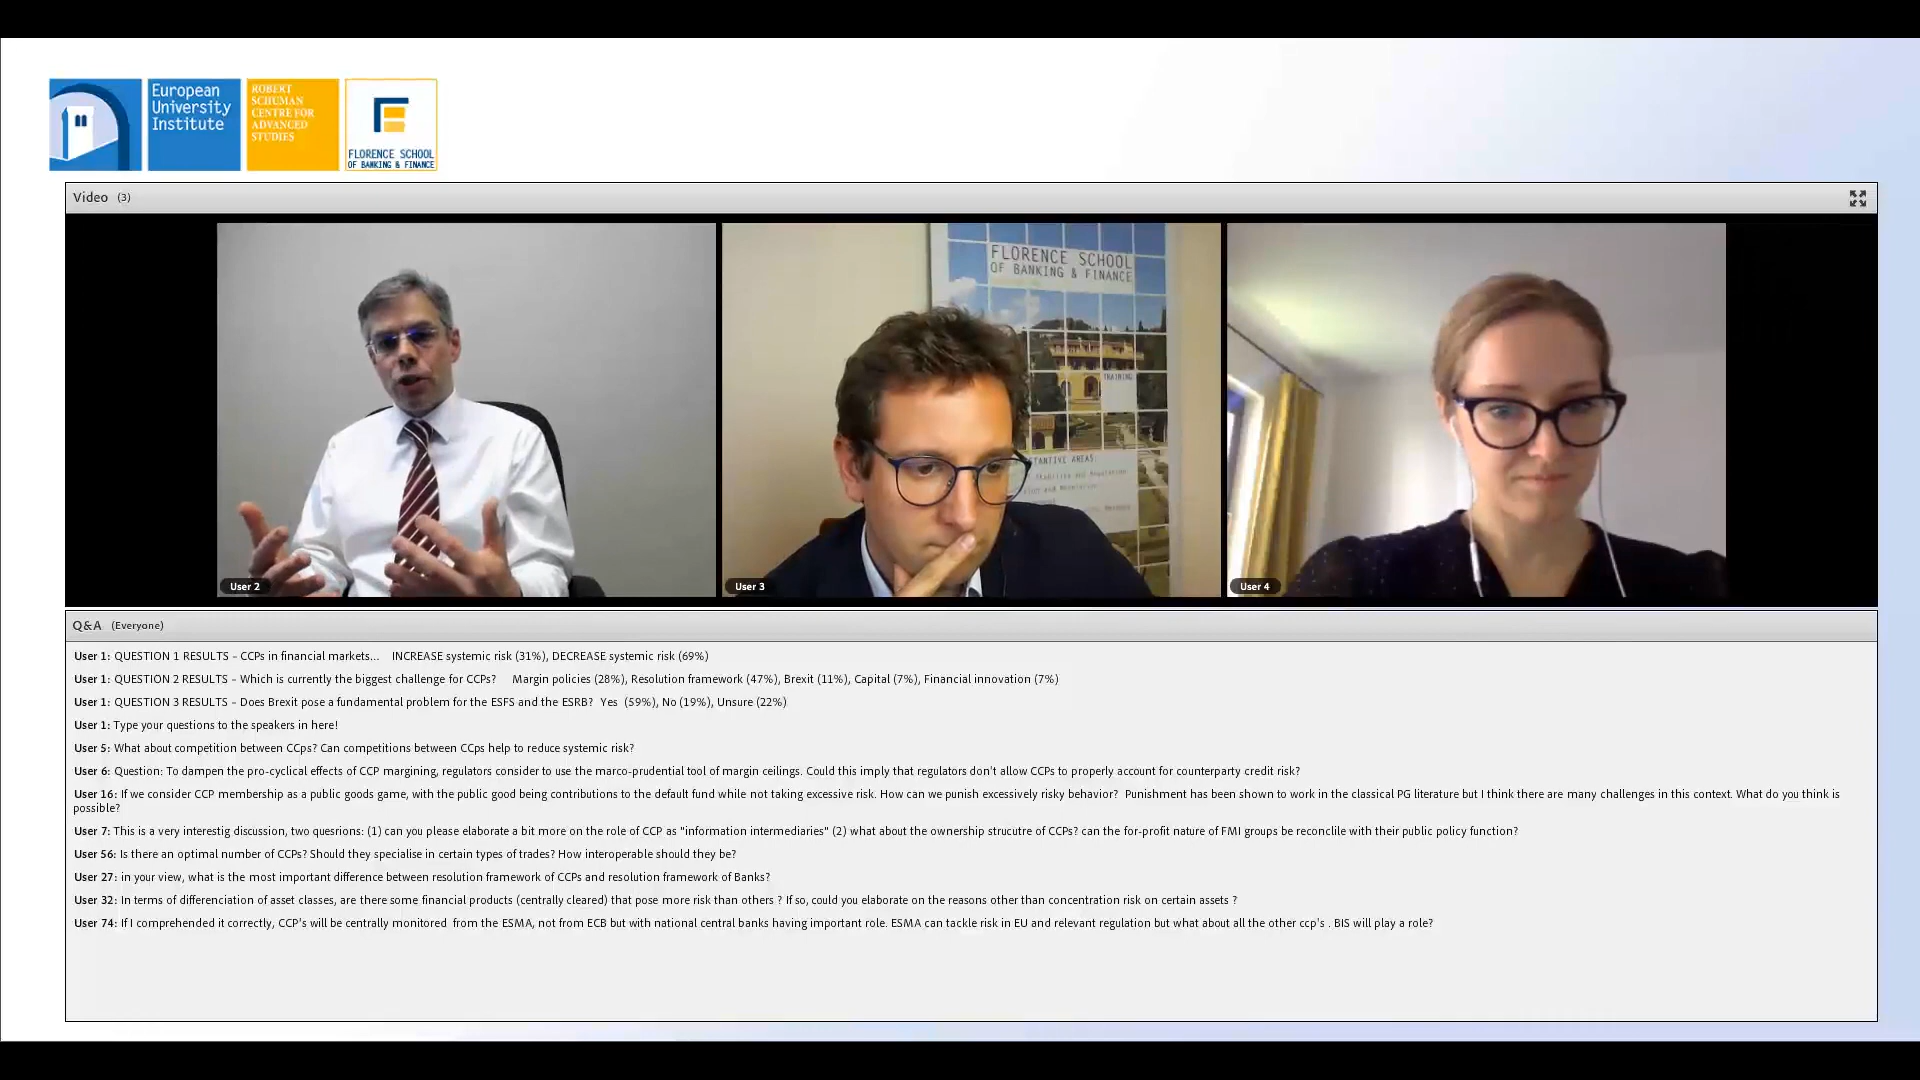 European
University
Institute
ROBERT
SCHUMAN
CENTRE FOR
ADVANCED
STUDIES
FLORENCE SCHOOL
OF BANKING & FINANCE
Video (3)
FLORENCE SCHOOL
OF BANKING & FINANCE
TRAINING
User 2
User 3
User 4
Q&A (Everyone)
User 1: QUESTION 1 RESULTS - CCPs in financial markets... INCREASE systemic risk (31%), DECREASE systemic risk (69%)
User 1: QUESTION 2 RESULTS - Which is currently the biggest challenge for CCPs? Margin policies (28%), Resolution framework (47%), Brexit (11%), Capital (7%), Financial innovation (7%)
User 1: QUESTION 3 RESULTS - Does Brexit pose a fundamental problem for the ESFS and the ESRB? Yes (59%), No (19%), Unsure (22%)
User 1: Type your questions to the speakers in here!
User 5: What about competition between CCps? Can competitions between CCps help to reduce systemic risk?
User 6: Question: To dampen the pro-cyclical effects of CCP margining, regulators consider to use the marco-prudential tool of margin ceilings. Could this imply that regulators don't allow CCPs to properly account for counterparty credit risk?
User 16: If we consider CCP membership as a public goods game, with the public good being contributions to the default fund while not taking excessive risk. How can we punish excessively risky behavior? Punishment has been shown to work in the classical PG literature but I think there are many challenges in this context. What do you think is
possible?
User 7: This is a very interestig discussion, two quesrions: (1) can you please elaborate a bit more on the role of CCP as "information intermediaries" (2) what about the ownership strucutre of CCPs? can the for-profit nature of FMI groups be reconclile with their public policy function?
User 56: Is there an optimal number of CCPs? Should they specialise in certain types of trades? How interoperable should they be?
User 27: in your view, what is the most important difference between resolution framework of CCPs and resolution framework of Banks?
User 32: In terms of differenciation of asset classes, are there some financial products (centrally cleared) that pose more risk than others ? If so, could you elaborate on the reasons other than concentration risk on certain assets ?
User 74: If I comprehended it correctly, CCP's will be centrally monitored from the ESMA, not from ECB but with national central banks having important role. ESMA can tackle risk in EU and relevant regulation but what about all the other ccp's . BIS will play a role?